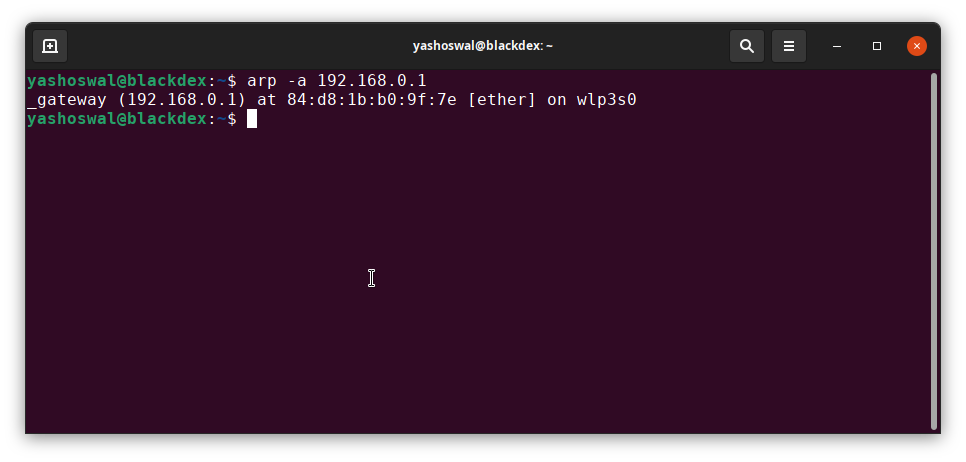 yashoswal@blackdex: ~
yashoswal@blackdex:~$ arp -a 192.168.0.1
_gateway (192.168.0.1) at 84:d8:1b:b0:9f:7e [ether] on wlp3s0
yashoswal@blackdex:~$